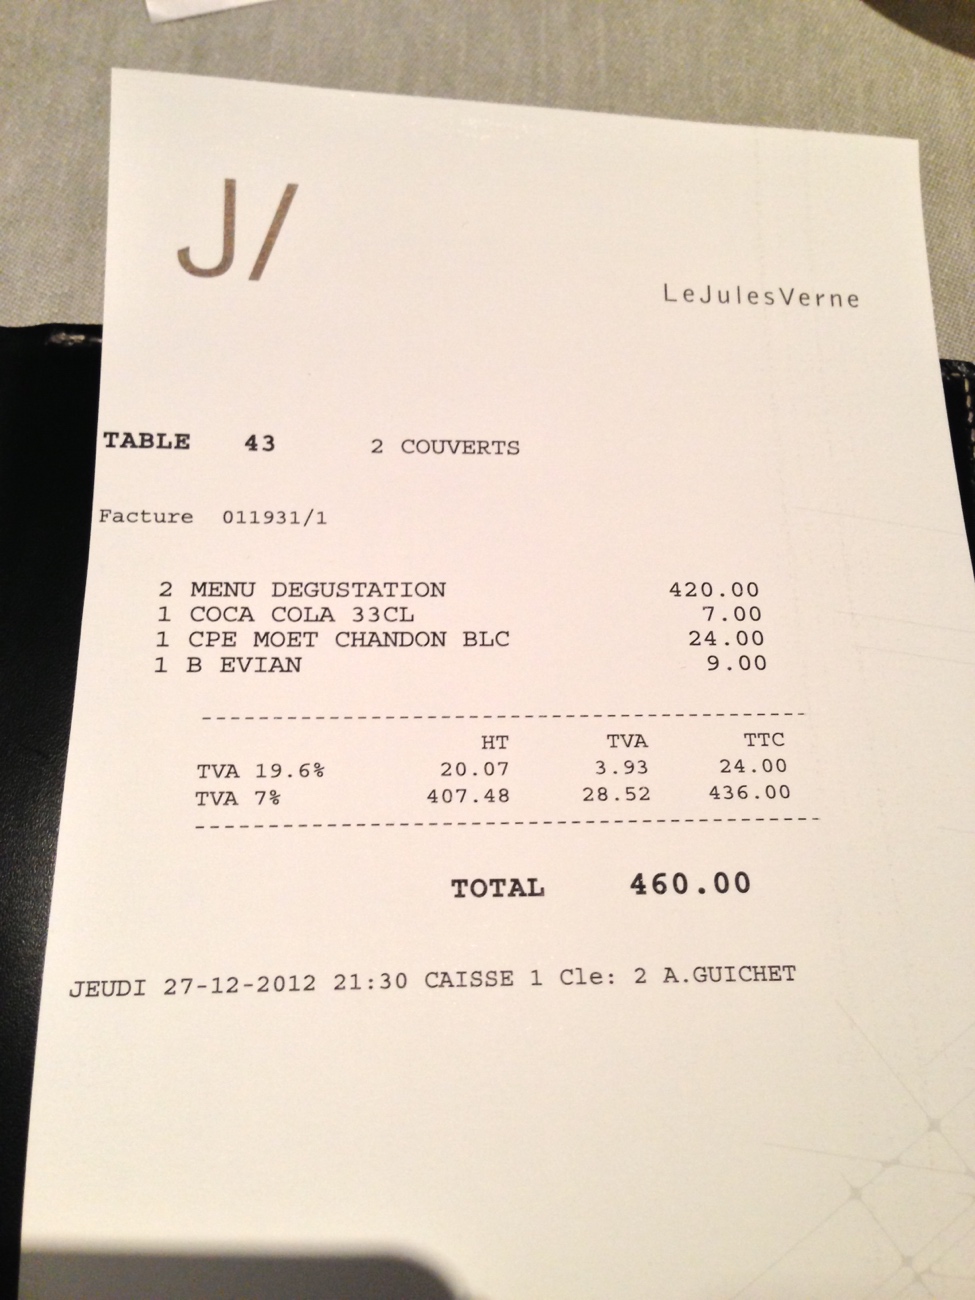 J/
LeJulesVerne
TABLE 43 2 COUVERTS
Facture 011931/1
2 MENU DEGUSTATION 420.00
1 COCA COLA 33CL 7.00
1 CPE MOET CHANDON BLC 24.00
1 B EVIAN 9.00
HT TVA TTC
TVA 19.6% 20.07 3.93 24.00
TVA 7% 407.48 28.52 436.00
TOTAL 460.00
JEUDI 27-12-2012 21:30 CAISSE 1 Cle: 2 A.GUICHET